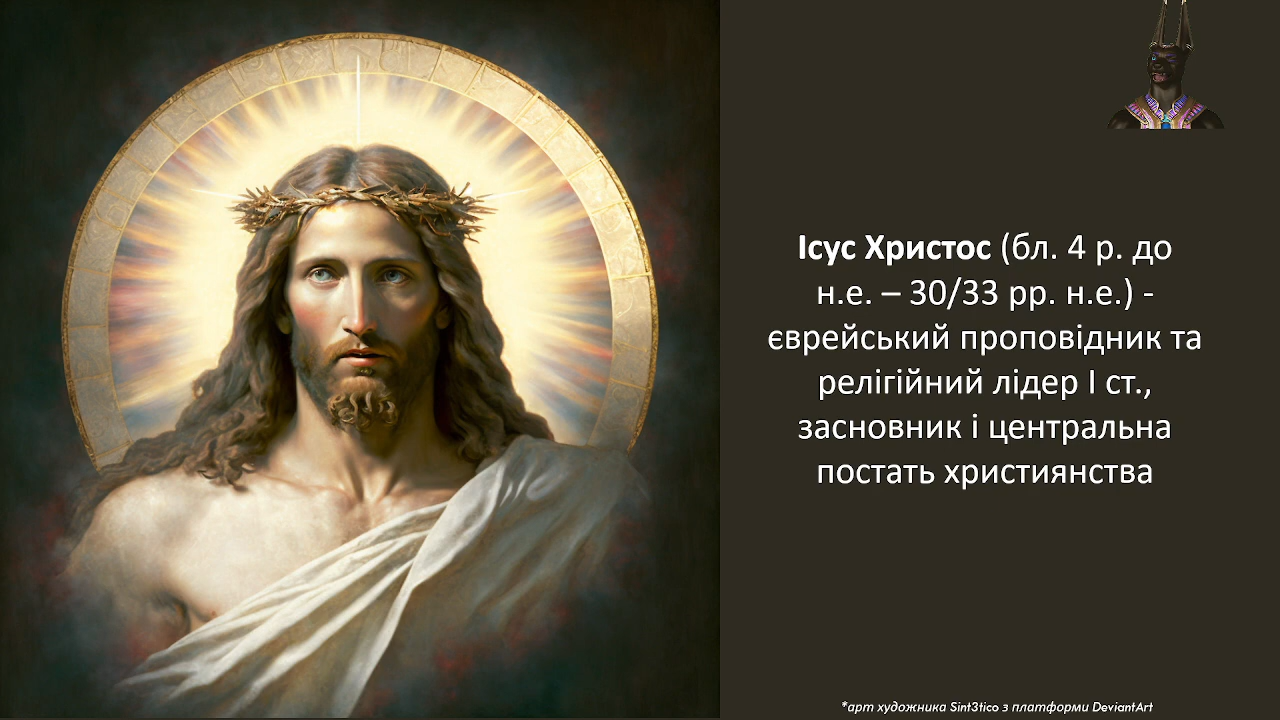 Ісус Христос (бл. 4 р. до
н.е. – 30/33 рр. н.е.) -
єврейський проповідник та
релігійний лідер І ст.,
засновник і центральна
постать християнства
*арт художника Sint3tico з платформи DeviantArt